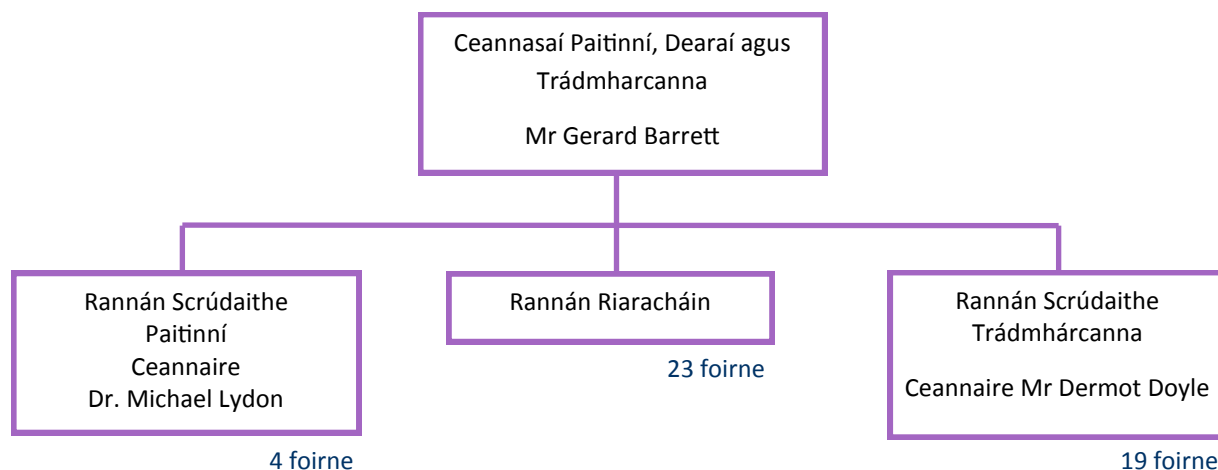 Ceannasaí Paitinní, Dearaí agus
Trádmharcanna
Mr Gerard Barrett
Rannán Scrúdaithe
Paitinní
Ceannaire
Dr. Michael Lydon
4 foirne
Rannán Riaracháin
23 foirne
Rannán Scrúdaithe
Trádmhárcanna
Ceannaire Mr Dermot Doyle
19 foirne